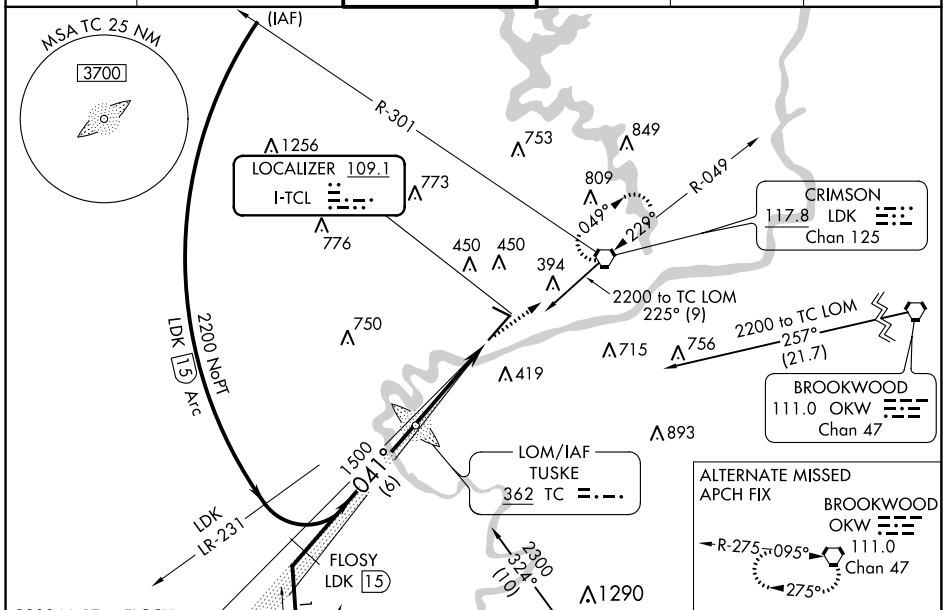 (IAF)
MSA TC 25 NM
3700
R-301
1256
753
849
LOCALIZER 109.1
I-TCL
773
809
R-049
776
049°
229°
CRIMSON
117.8 LDK
Chan 125
450
450
394
2200 to TC LOM
225° (9)
2200 to TC LOM
257°
(21.7)
2200 NoPT
LDK 15 Arc
750
715
756
419
BROOKWOOD
111.0 OKW
Chan 47
893
1500
041°
(6)
LOM/IAF
TUSKE
362 TC
LDK
LR-231
FLOSY
LDK 15
2300
324°
(10)
1290
ALTERNATE MISSED
APCH FIX
BROOKWOOD
OKW
111.0
Chan 47
R-275
095°
275°